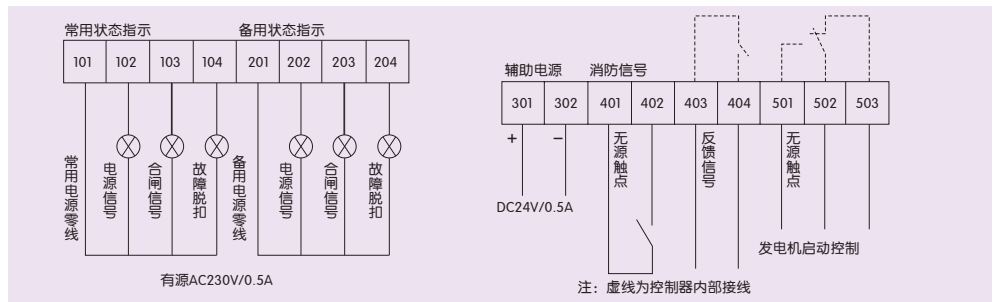 常用状态指示
备用状态指示
101 102 103 104 201 202 203 204
常用电源零线
电源信号
合闸信号
故障脱扣
备用电源零线
电源信号
合闸信号
故障脱扣
有源AC230V/0.5A
辅助电源
消防信号
301 302 401 402 403 404 501 502 503
+ −
DC24V/0.5A
无源触点
反馈信号
无源触点
发电机启动控制
注：虚线为控制器内部接线